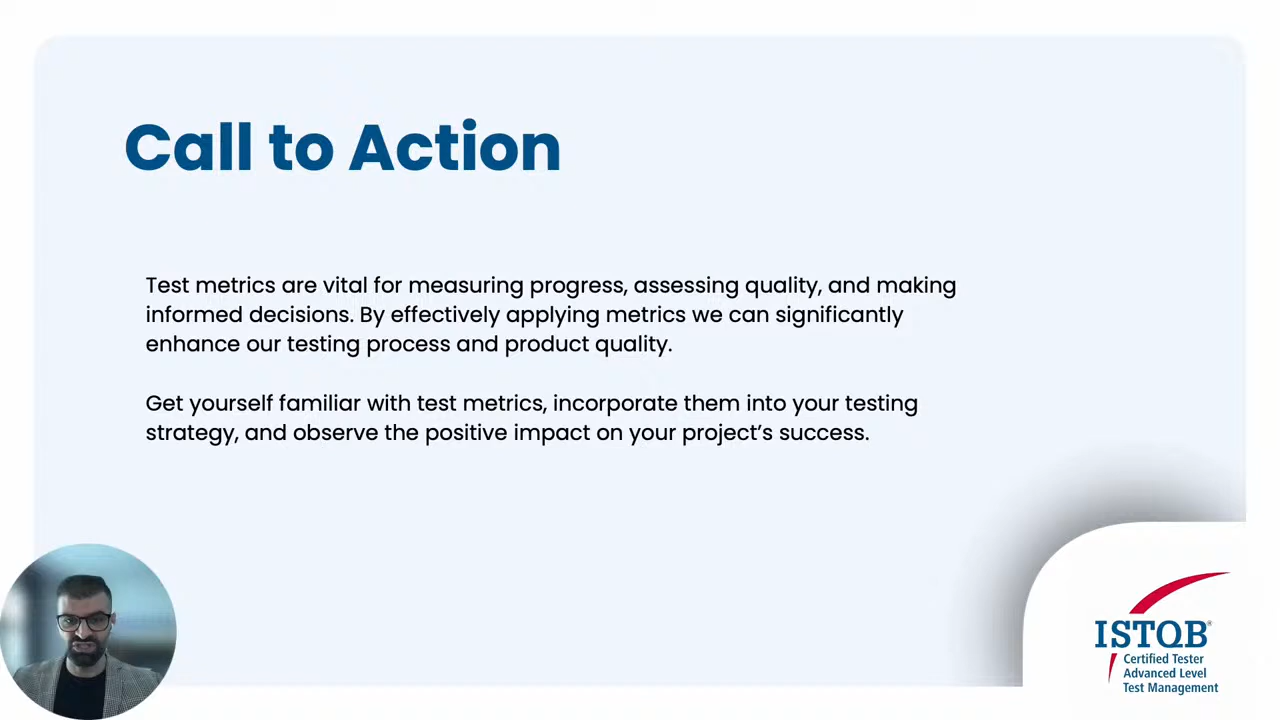 Call to Action
Test metrics are vital for measuring progress, assessing quality, and making
informed decisions. By effectively applying metrics we can significantly
enhance our testing process and product quality.
Get yourself familiar with test metrics, incorporate them into your testing
strategy, and observe the positive impact on your project’s success.
ISTQB®
Certified Tester
Advanced Level
Test Management